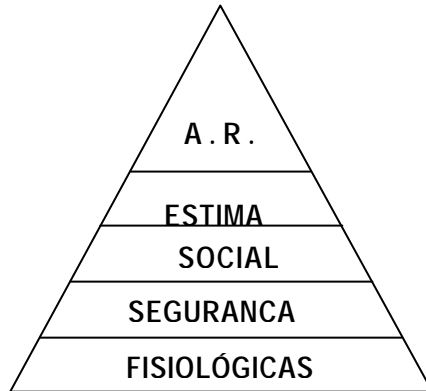 A . R .
ESTIMA
SOCIAL
SEGURANCA
FISIOLÓGICAS